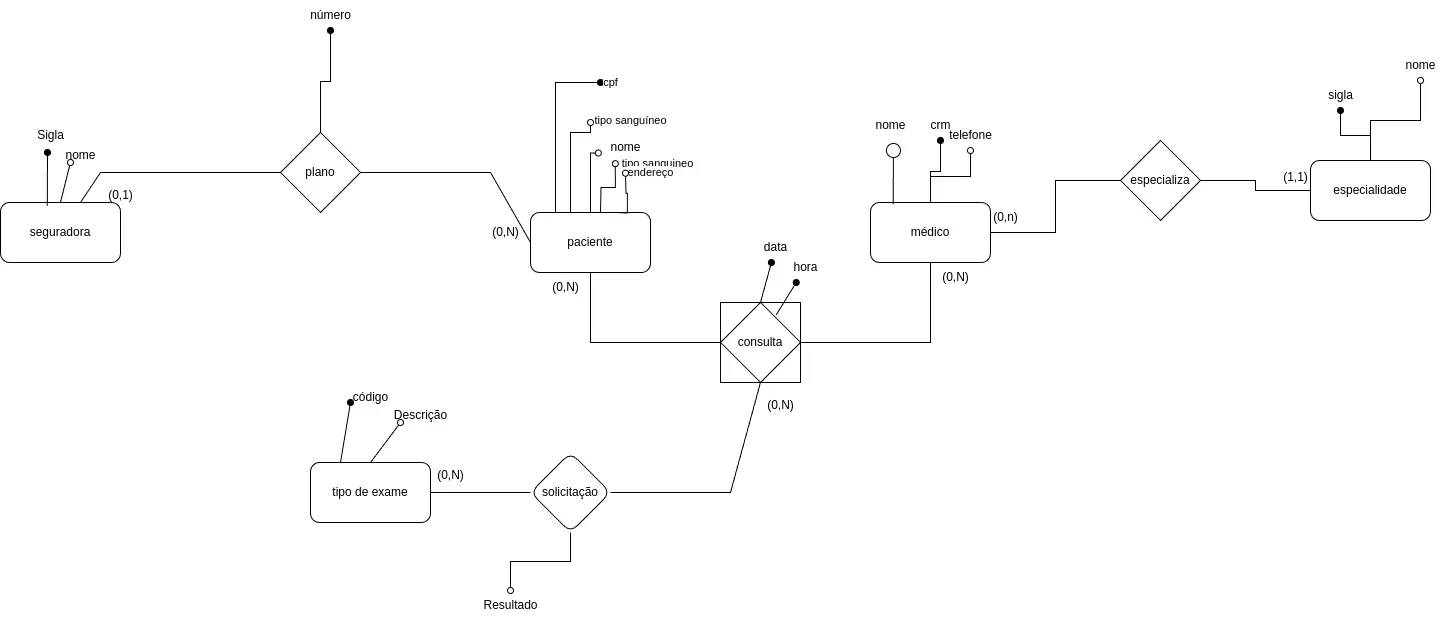 número
Sigla
nome
(0,1)
seguradora
plano
cpf
tipo sanguíneo
nome
tipo sanguineo
endereço
(0,N)
paciente
(0,N)
nome
crm
telefone
médico
(0,n)
(0,N)
especializa
sigla
nome
(1,1)
especialidade
data
hora
consulta
(0,N)
código
Descrição
tipo de exame
(0,N)
solicitação
Resultado